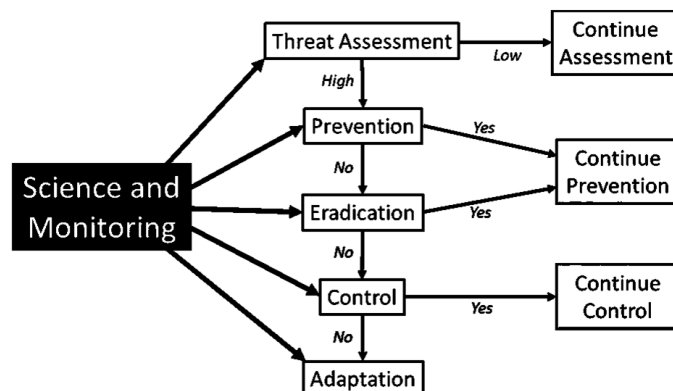 Threat Assessment
Low
Continue
Assessment
High
Prevention
Yes
Continue
Prevention
No
Science and
Monitoring
Eradication
Yes
No
Control
Yes
Continue
Control
No
Adaptation